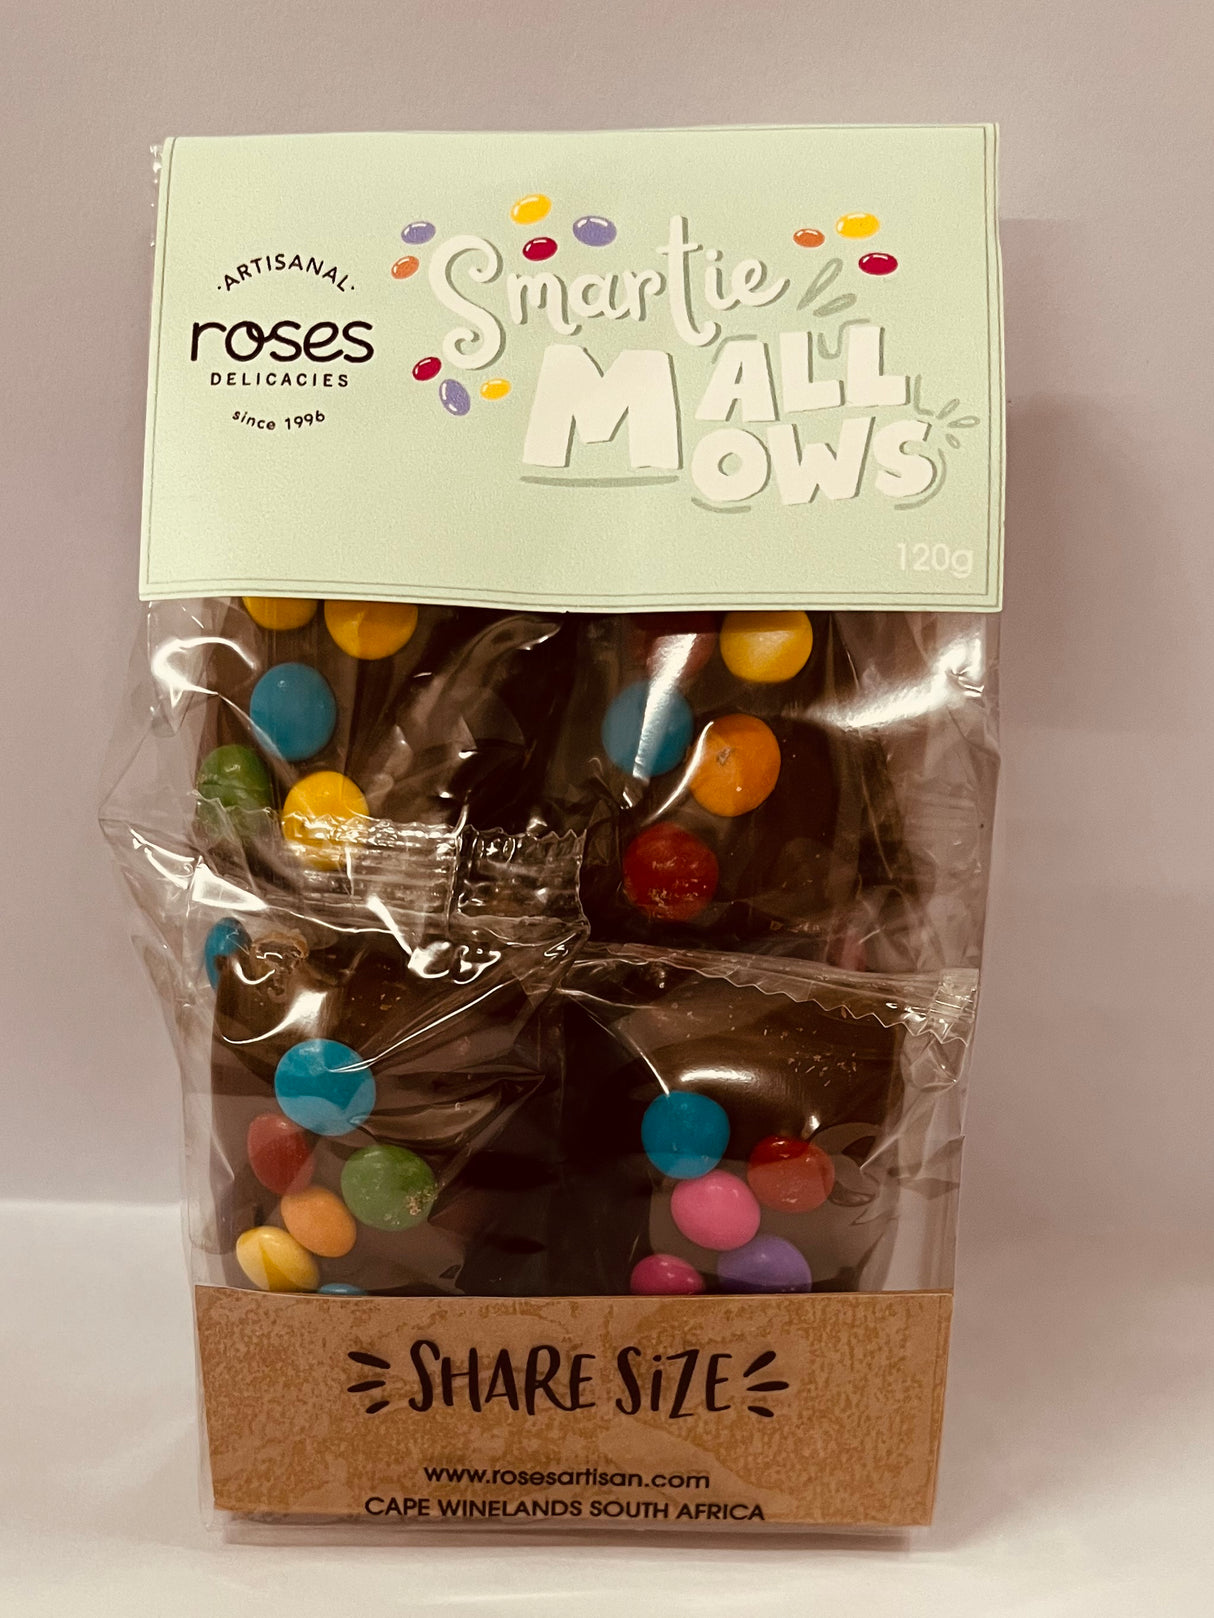 ·ARTISANAL·
roses
DELICACIES
since 1996
Smartie
MALL
OWS
120g
SHARE SiZE
www.rosesartisan.com
CAPE WINELANDS SOUTH AFRICA